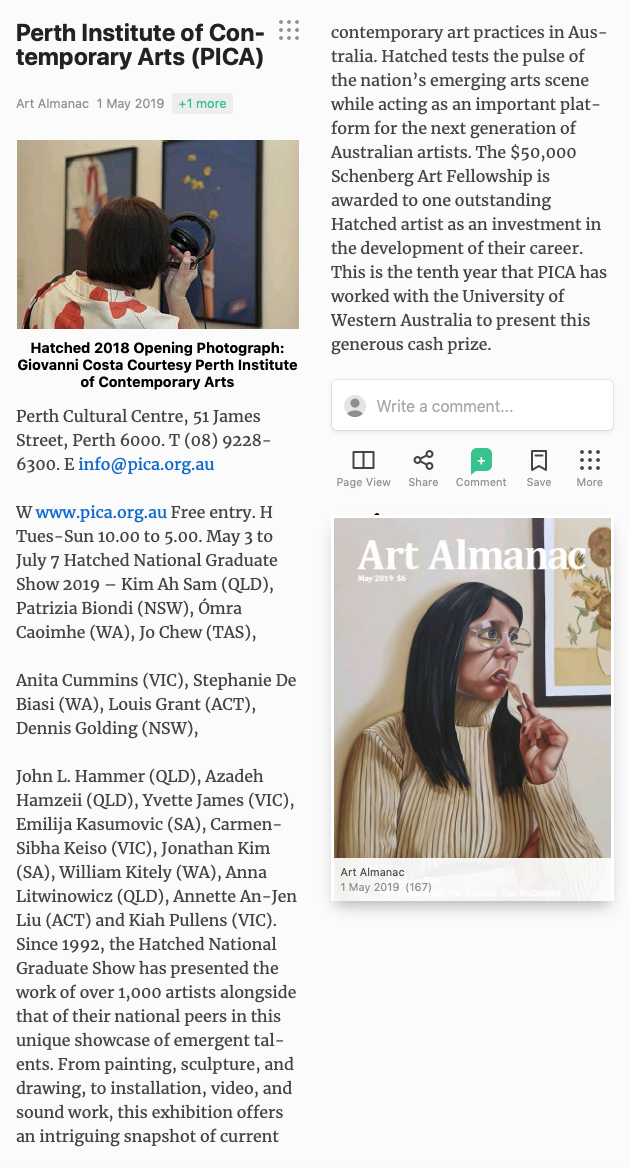 Perth Institute of Con-
temporary Arts (PICA)
Art Almanac 1 May 2019 +1 more
Hatched 2018 Opening Photograph:
Giovanni Costa Courtesy Perth Institute
of Contemporary Arts
Perth Cultural Centre, 51 James
Street, Perth 6000. T (08) 9228-
6300. E info@pica.org.au
W www.pica.org.au Free entry. H
Tues-Sun 10.00 to 5.00. May 3 to
July 7 Hatched National Graduate
Show 2019 – Kim Ah Sam (QLD),
Patrizia Biondi (NSW), Ómra
Caoimhe (WA), Jo Chew (TAS),
Anita Cummins (VIC), Stephanie De
Biasi (WA), Louis Grant (ACT),
Dennis Golding (NSW),
John L. Hammer (QLD), Azadeh
Hamzeii (QLD), Yvette James (VIC),
Emilija Kasumovic (SA), Carmen-
Sibha Keiso (VIC), Jonathan Kim
(SA), William Kitely (WA), Anna
Litwinowicz (QLD), Annette An-Jen
Liu (ACT) and Kiah Pullens (VIC).
Since 1992, the Hatched National
Graduate Show has presented the
work of over 1,000 artists alongside
that of their national peers in this
unique showcase of emergent tal-
ents. From painting, sculpture, and
drawing, to installation, video, and
sound work, this exhibition offers
an intriguing snapshot of current
contemporary art practices in Aus-
tralia. Hatched tests the pulse of
the nation’s emerging arts scene
while acting as an important plat-
form for the next generation of
Australian artists. The $50,000
Schenberg Art Fellowship is
awarded to one outstanding
Hatched artist as an investment in
the development of their career.
This is the tenth year that PICA has
worked with the University of
Western Australia to present this
generous cash prize.
Write a comment...
Page View Share Comment Save More
Art Almanac
May 2019 $6
Art Almanac
1 May 2019 (167)